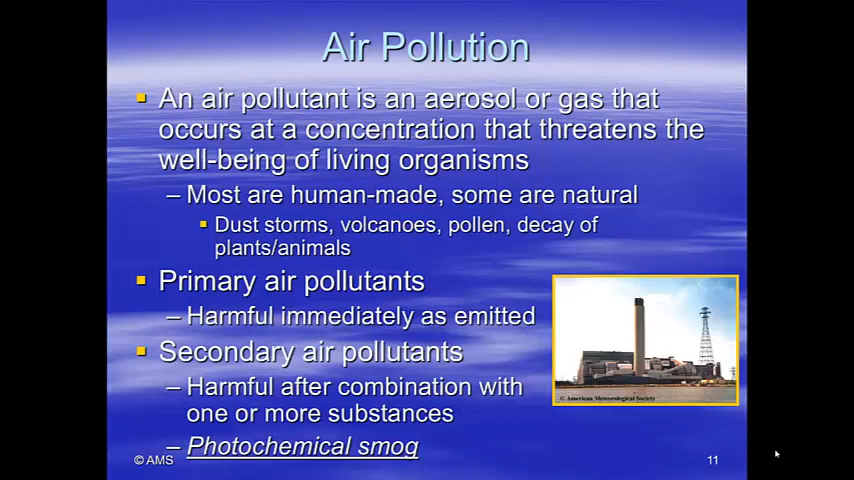 Air Pollution
An air pollutant is an aerosol or gas that
occurs at a concentration that threatens the
well-being of living organisms
– Most are human-made, some are natural
Dust storms, volcanoes, pollen, decay of
plants/animals
Primary air pollutants
– Harmful immediately as emitted
Secondary air pollutants
– Harmful after combination with
one or more substances
– Photochemical smog
© American Meteorological Society
© AMS
11